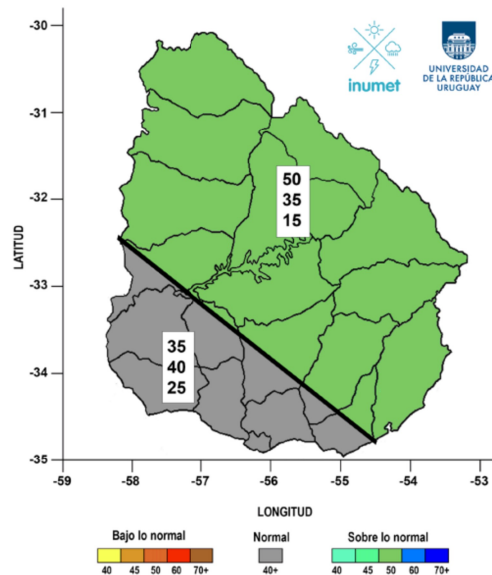 -30
-31
-32
-33
-34
-35
LATITUD
inumet
UNIVERSIDAD
DE LA REPÚBLICA
URUGUAY
50
35
15
35
40
25
-59 -58 -57 -56 -55 -54 -53
LONGITUD
Bajo lo normal Normal Sobre lo normal
40 45 50 60 70+ 40+ 40 45 50 60 70+